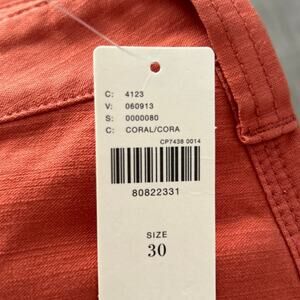 C: 4123
V: 060913
S: 0000080
C: CORAL/CORA
CP7438 0014
80822331
SIZE
30